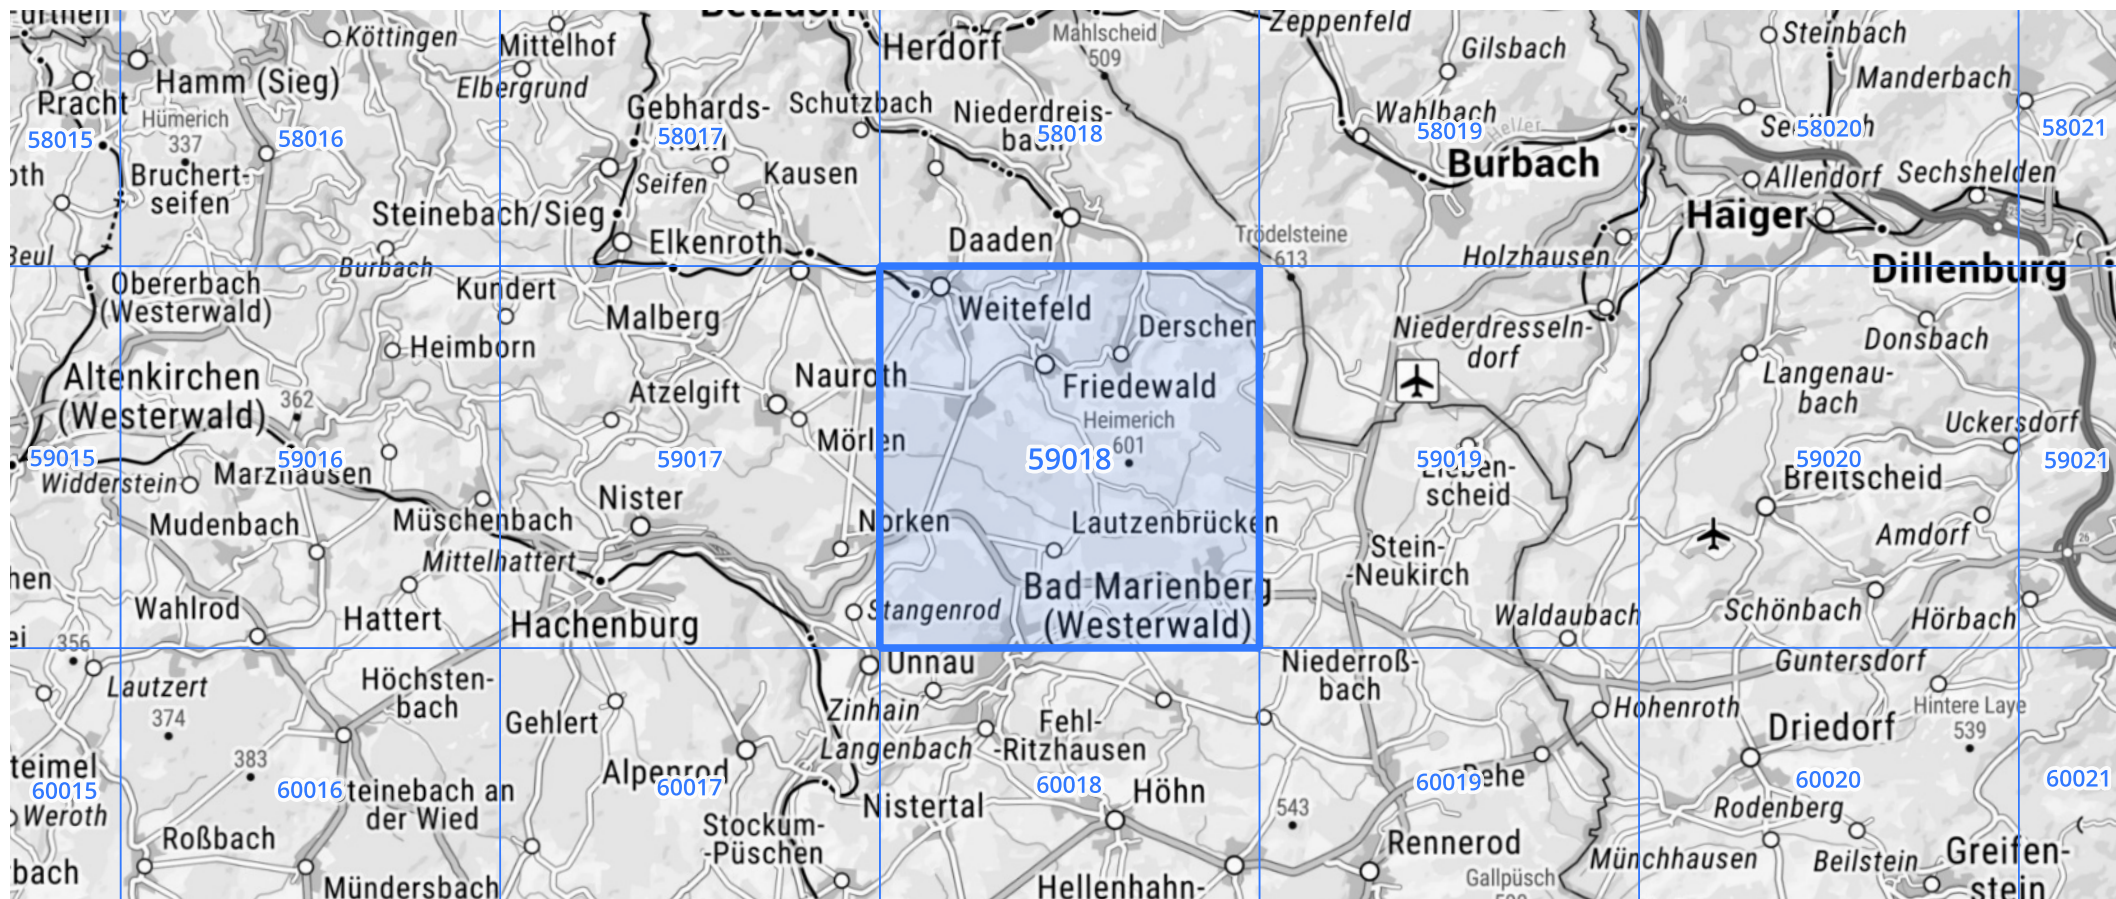 Köttingen
Mittelhof
Herdorf
Mahlscheid
509
Zeppenfeld
Gilsbach
Steinbach
Hamm (Sieg)
Elbergrund
Manderbach
Pracht
Hümerich
337
Gebhards-
Schutzbach
Niederdreis-
Wahlbach
Heller
24
58015
58016
58017
58018
58019
58020
58021
Bruchert-
seifen
Seifen
Kausen
Burbach
Allendorf
Sechshelden
Steinebach/Sieg
Elkenroth
Daaden
Trödelsteine
613
Haiger
Holzhausen
Burbach
Dillenburg
Obererbach
(Westerwald)
Kundert
Malberg
Weitefeld
Derschen
Niederdresseln-
dorf
Donsbach
Heimborn
Altenkirchen
(Westerwald)
362
Atzelgift
Nauroth
Friedewald
Heimerich
601
Langenau-
bach
Uckersdorf
Mörlen
59015
59016
59017
59018
59019
59020
59021
Widderstein
Marzhausen
Lieben-
scheid
Breitscheid
Nister
Mudenbach
Müschenbach
Norken
Lautzenbrücken
Amdorf
Mittelhattert
Stein-
-Neukirch
26
Wahlrod
Hattert
Hachenburg
Stangenrod
Bad Marienberg
(Westerwald)
Waldaubach
Schönbach
Hörbach
356
Lautzert
374
Höchsten-
bach
Unnau
Niederroß-
bach
Guntersdorf
Gehlert
Zinhain
Langenbach
Fehl-
-Ritzhausen
Hohenroth
Driedorf
Hintere Laye
539
383
Alpenrod
60015
60016
60017
60018
60019
60020
60021
Weroth
teinebach an
der Wied
Nistertal
Höhn
543
Rehe
Rodenberg
Roßbach
Stockum-
-Püschen
Rennerod
Münchhausen
Beilstein
Greifen-
stein
Mündersbach
Hellenhahn-
Gallpüsch